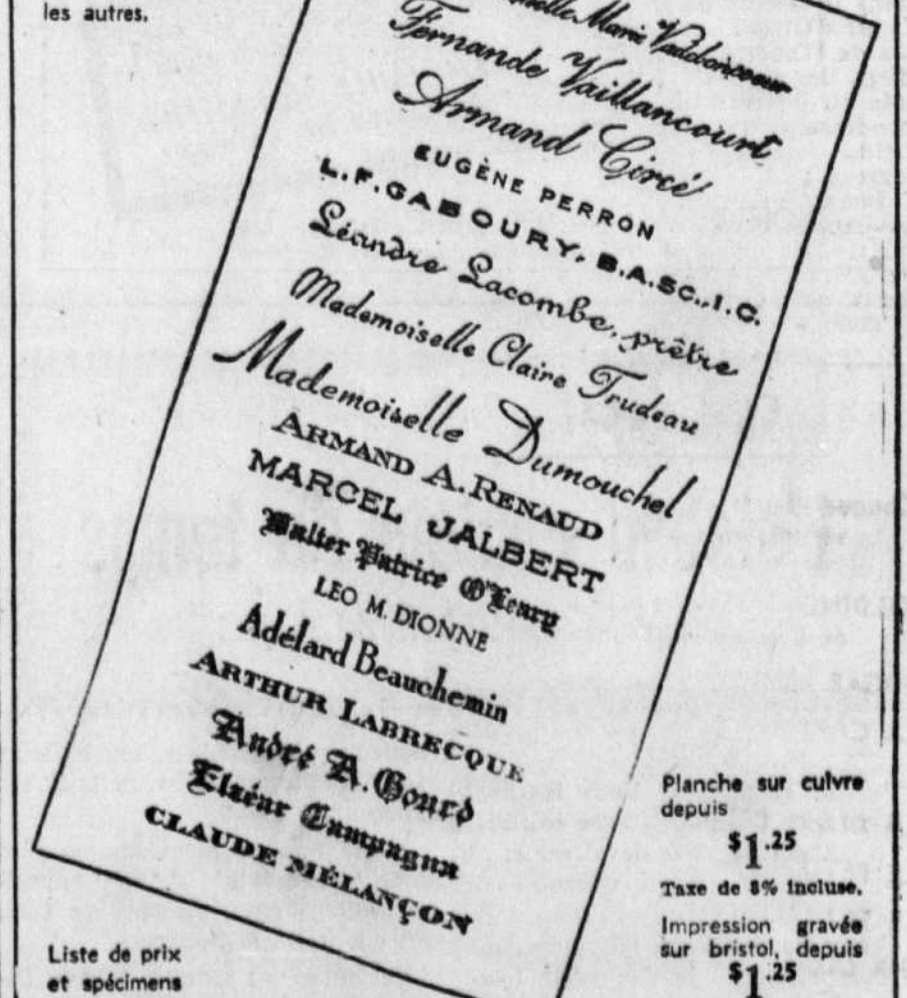 les autres.
Marie Vadeboncoeur
Fernande Vaillancourt
Armand Circé
EUGÈNE PERRON
L.F. GABOURY, B.A.SC., I.C.
Léandre Lacombe, prêtre
Mademoiselle Claire Trudeau
Mademoiselle Dumouchel
ARMAND A. RENAUD
MARCEL JALBERT
Walter Patrice O'Leary
LEO M. DIONNE
Adélard Beauchemin
ARTHUR LABRECQUE
André A. Gourd
Elzéar Campagna
CLAUDE MÉLANÇON
Planche sur cuivre
depuis
$1.25
Taxe de 8% incluse.
Impression gravée
sur bristol, depuis
$1.25
Liste de prix
et spécimens